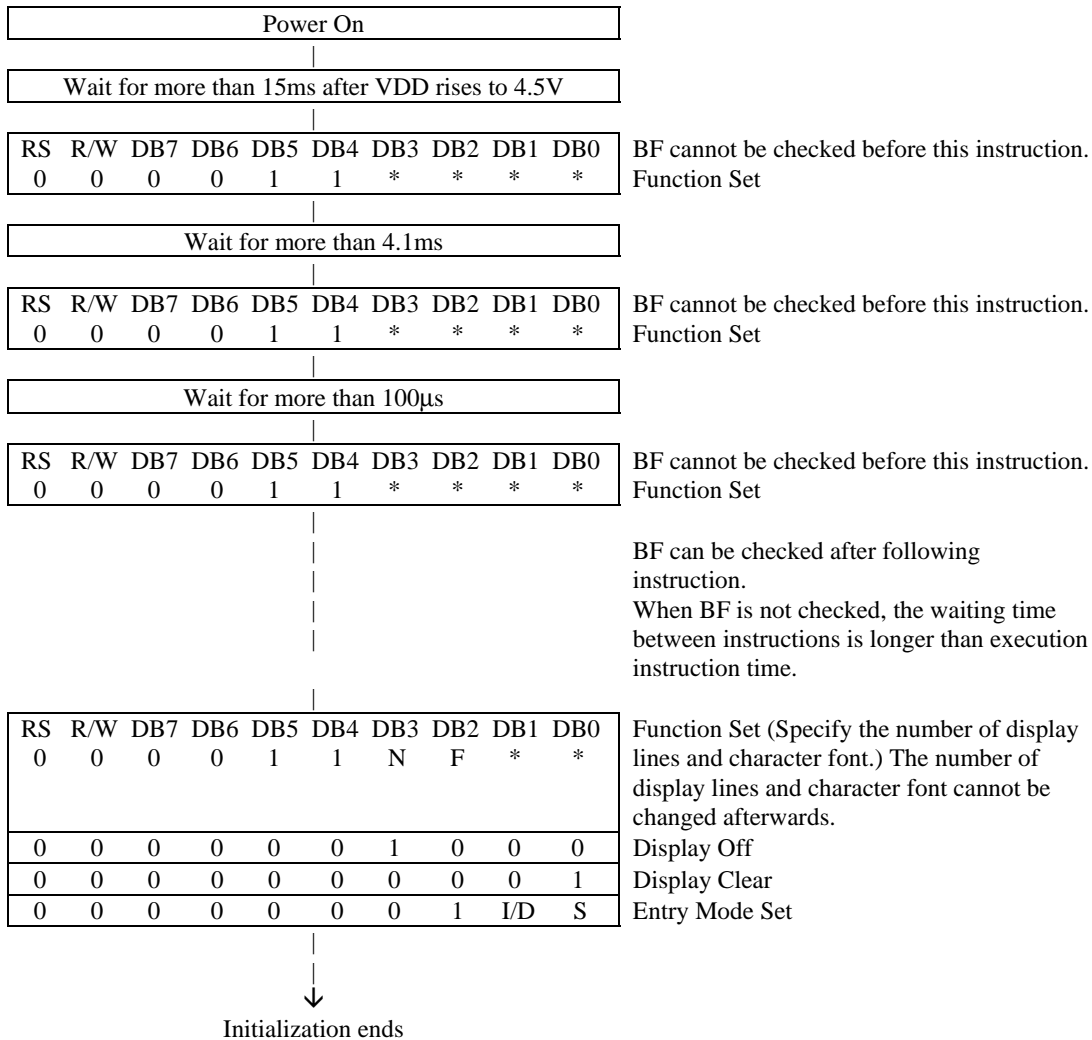 Power On
Wait for more than 15ms after VDD rises to 4.5V
RS R/W DB7 DB6 DB5 DB4 DB3 DB2 DB1 DB0 BF cannot be checked before this instruction.
0 0 0 0 1 1 * * * * Function Set
Wait for more than 4.1ms
RS R/W DB7 DB6 DB5 DB4 DB3 DB2 DB1 DB0 BF cannot be checked before this instruction.
0 0 0 0 1 1 * * * * Function Set
Wait for more than 100μs
RS R/W DB7 DB6 DB5 DB4 DB3 DB2 DB1 DB0 BF cannot be checked before this instruction.
0 0 0 0 1 1 * * * * Function Set
BF can be checked after following
instruction.
When BF is not checked, the waiting time
between instructions is longer than execution
instruction time.
RS R/W DB7 DB6 DB5 DB4 DB3 DB2 DB1 DB0 Function Set (Specify the number of display
0 0 0 0 1 1 N F * * lines and character font.) The number of
display lines and character font cannot be
changed afterwards.
0 0 0 0 0 0 1 0 0 0 Display Off
0 0 0 0 0 0 0 0 0 1 Display Clear
0 0 0 0 0 0 0 1 I/D S Entry Mode Set
Initialization ends